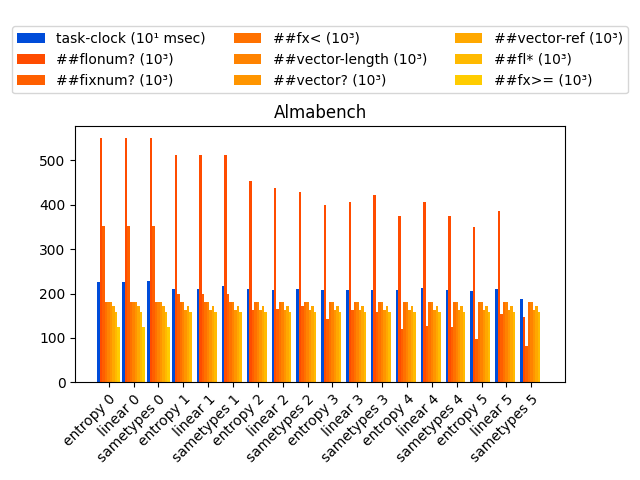 task-clock (10¹ msec) ##fx< (10³) ##vector-ref (10³)
##flonum? (10³) ##vector-length (10³) ##fl* (10³)
##fixnum? (10³) ##vector? (10³) ##fx>= (10³)
Almabench
500
400
300
200
100
0
entropy 0
linear 0
sametypes 0
entropy 1
linear 1
sametypes 1
entropy 2
linear 2
sametypes 2
entropy 3
linear 3
sametypes 3
entropy 4
linear 4
sametypes 4
entropy 5
linear 5
sametypes 5